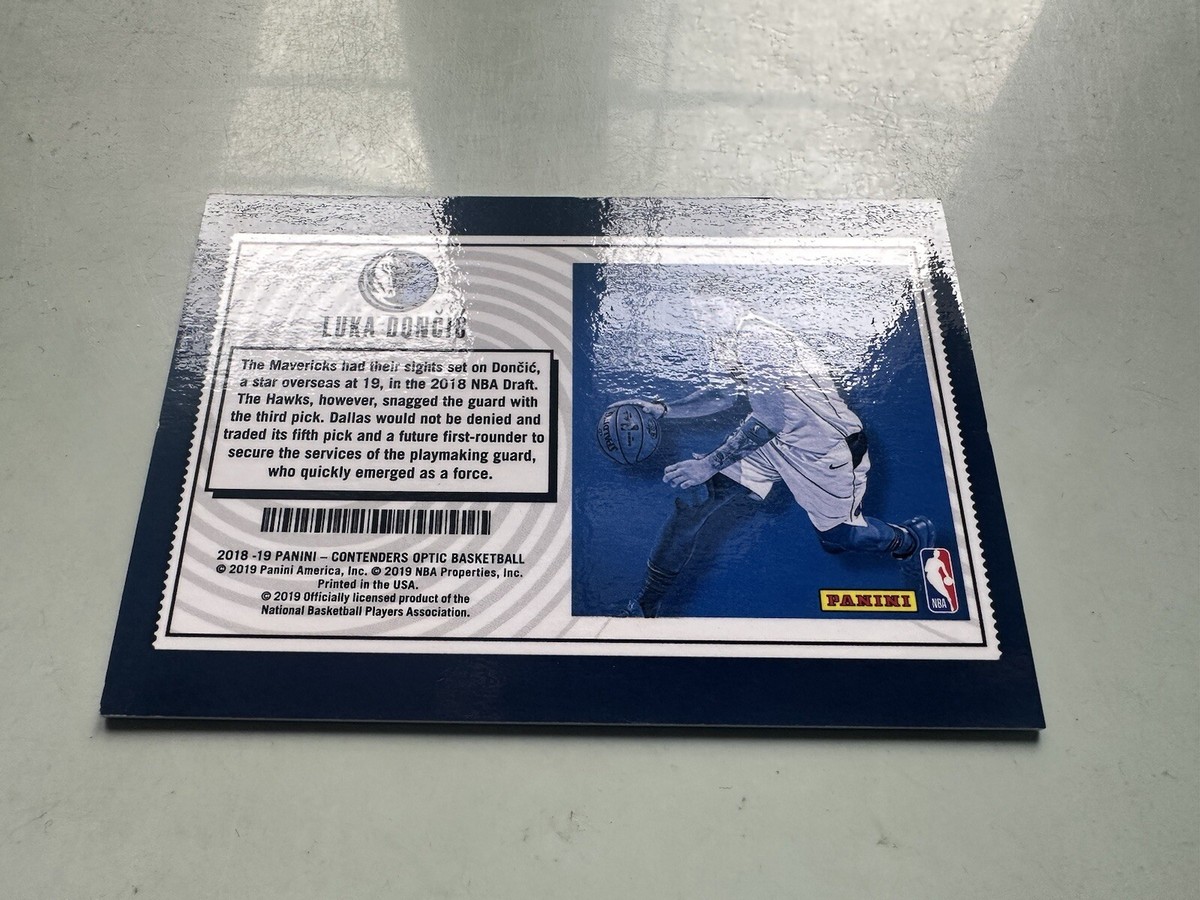 LUKA DONČIĆ
The Mavericks had their sights set on Dončić,
a star overseas at 19, in the 2018 NBA Draft.
The Hawks, however, snagged the guard with
the third pick. Dallas would not be denied and
traded its fifth pick and a future first-rounder to
secure the services of the playmaking guard,
who quickly emerged as a force.
2018 -19 PANINI – CONTENDERS OPTIC BASKETBALL
© 2019 Panini America, Inc. © 2019 NBA Properties, Inc.
Printed in the USA.
© 2019 Officially licensed product of the
National Basketball Players Association.
PANINI
NBA